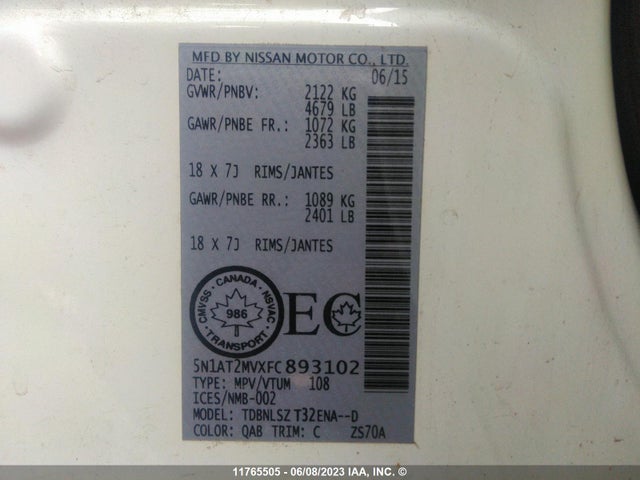 MFD BY NISSAN MOTOR CO., LTD.
DATE: 06/15
GVWR/PNBV: 2122 KG
4679 LB
GAWR/PNBE FR.: 1072 KG
2363 LB
18 X 7J RIMS/JANTES
GAWR/PNBE RR.: 1089 KG
2401 LB
18 X 7J RIMS/JANTES
CMVSS · CANADA · NSVAC · TRANSPORT ·
986
EC
5N1AT2MVXFC893102
TYPE: MPV/VTUM 108
ICES/NMB-002
MODEL: TDBNLSZ T32ENA--D
COLOR: QAB TRIM: C ZS70A
11765505 - 06/08/2023 IAA, INC. ©